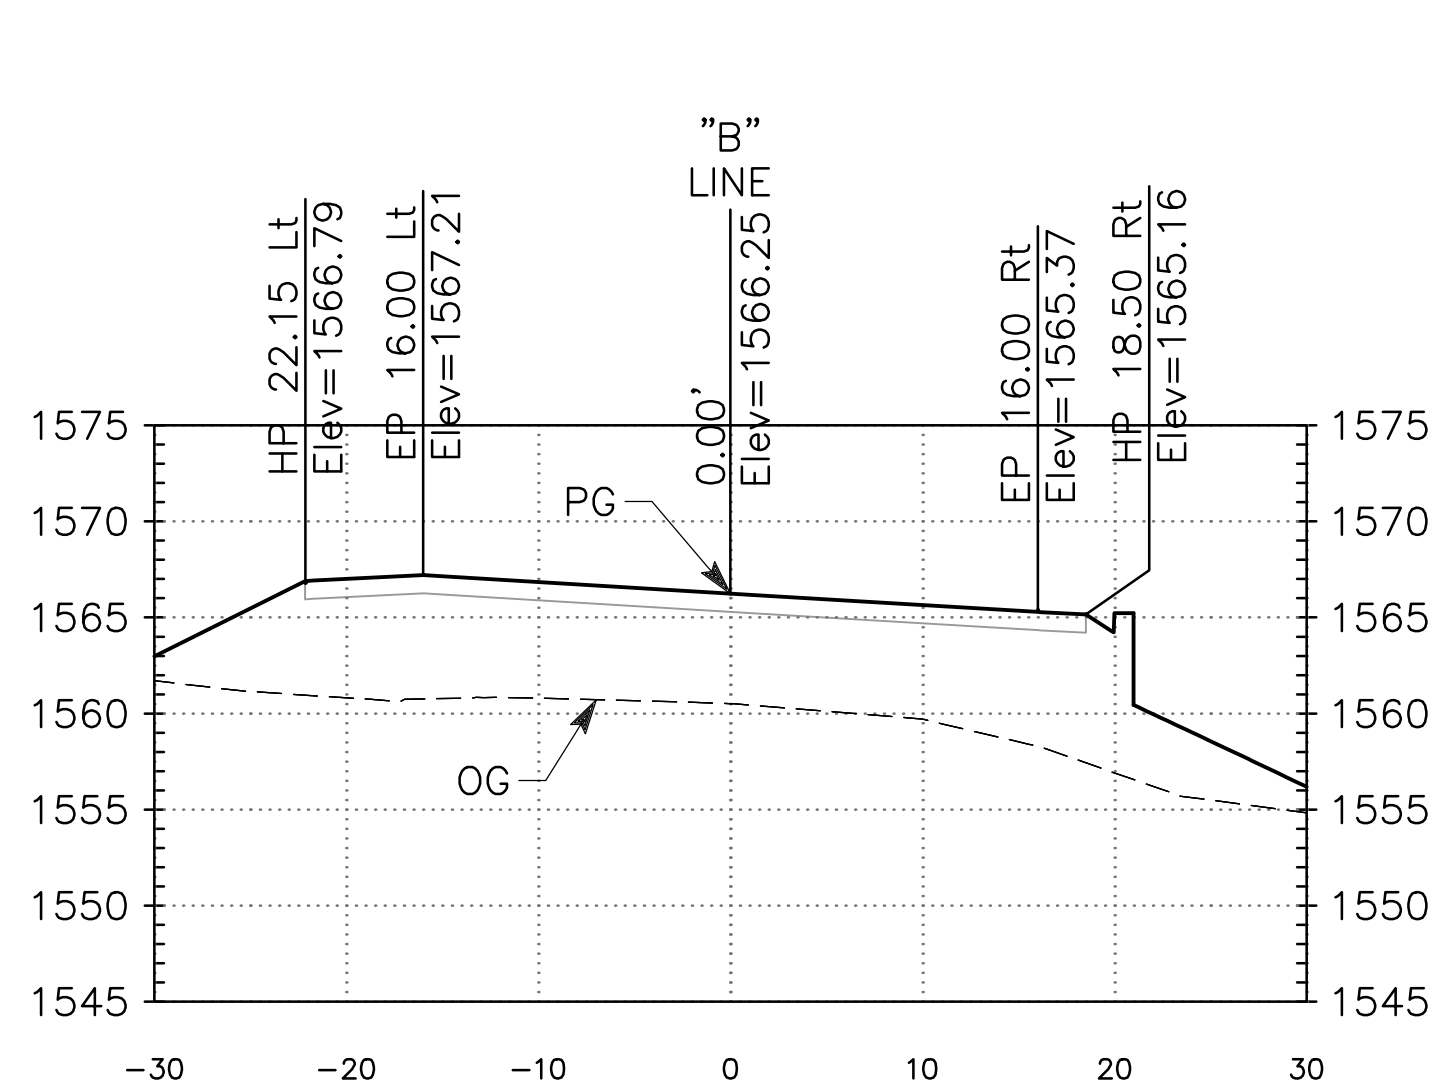 "B"
LINE
HP 22.15 Lt
Elev=1566.79
EP 16.00 Lt
Elev=1567.21
0.00'
Elev=1566.25
EP 16.00 Rt
Elev=1565.37
HP 18.50 Rt
Elev=1565.16
1575
1575
PG
1570
1570
1565
1565
1560
1560
OG
1555
1555
1550
1550
1545
1545
-30 -20 -10 0 10 20 30